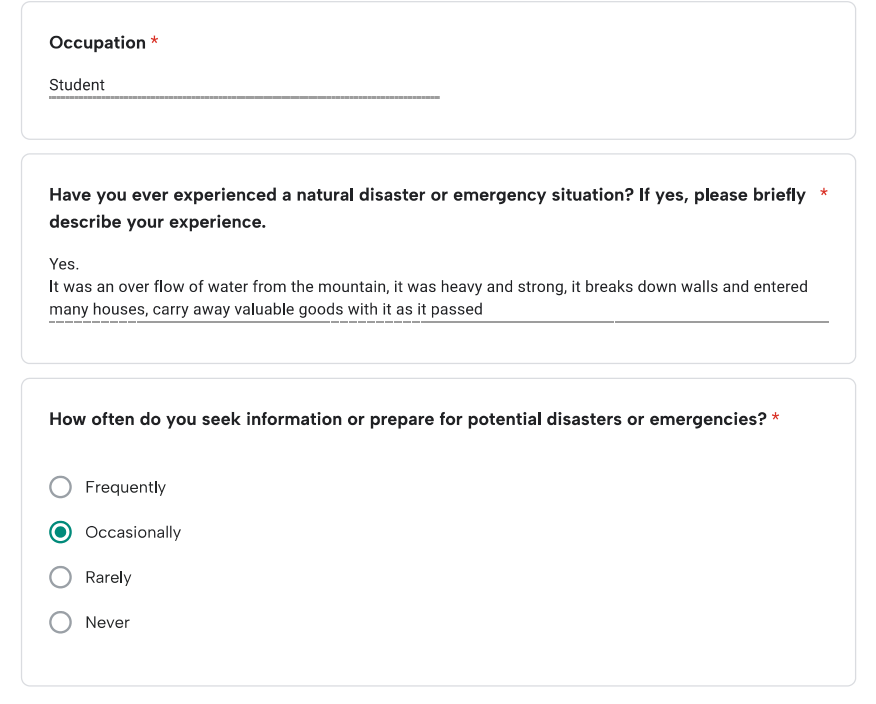 Occupation *
Student
Have you ever experienced a natural disaster or emergency situation? If yes, please briefly *
describe your experience.
Yes.
It was an over flow of water from the mountain, it was heavy and strong, it breaks down walls and entered
many houses, carry away valuable goods with it as it passed
How often do you seek information or prepare for potential disasters or emergencies? *
Frequently
Occasionally
Rarely
Never